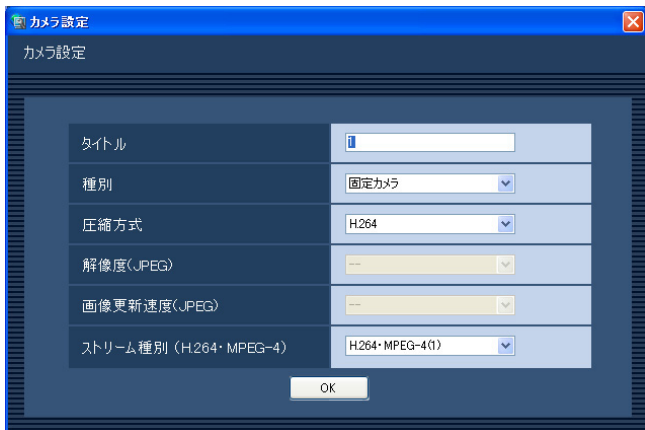 カメラ設定
カメラ設定
タイトル
1
種別
固定カメラ
圧縮方式
H.264
解像度(JPEG)
--
画像更新速度(JPEG)
--
ストリーム種別（H.264・MPEG-4）
H.264・MPEG-4(1)
OK